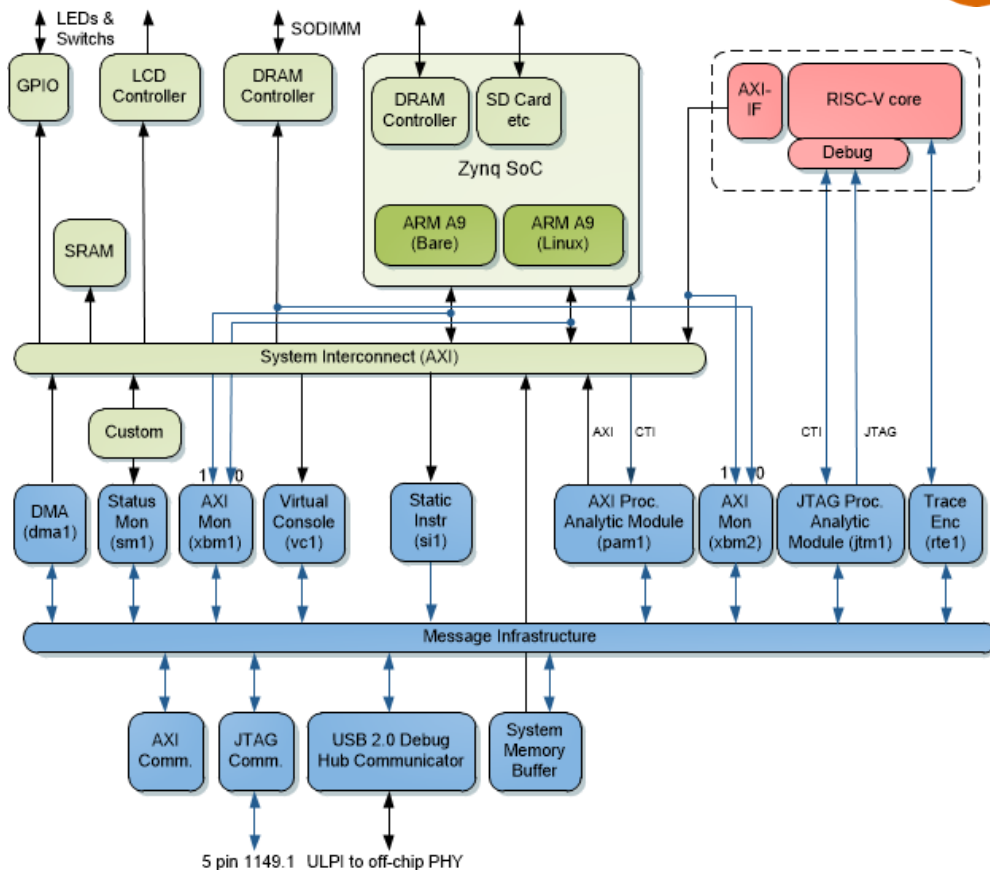 LEDs &
Switchs
SODIMM
GPIO
LCD
Controller
DRAM
Controller
DRAM
Controller
SD Card
etc
Zynq SoC
ARM A9
(Bare)
ARM A9
(Linux)
AXI-
IF
RISC-V core
Debug
SRAM
System Interconnect (AXI)
Custom
AXI
CTI
CTI
JTAG
1
0
1
0
DMA
(dma1)
Status
Mon
(sm1)
AXI
Mon
(xbm1)
Virtual
Console
(vc1)
Static
Instr
(si1)
AXI Proc.
Analytic Module
(pam1)
AXI
Mon
(xbm2)
JTAG Proc.
Analytic
Module (jtm1)
Trace
Enc
(rte1)
Message Infrastructure
AXI
Comm.
JTAG
Comm.
USB 2.0 Debug
Hub Communicator
System
Memory
Buffer
5 pin 1149.1
ULPI to off-chip PHY